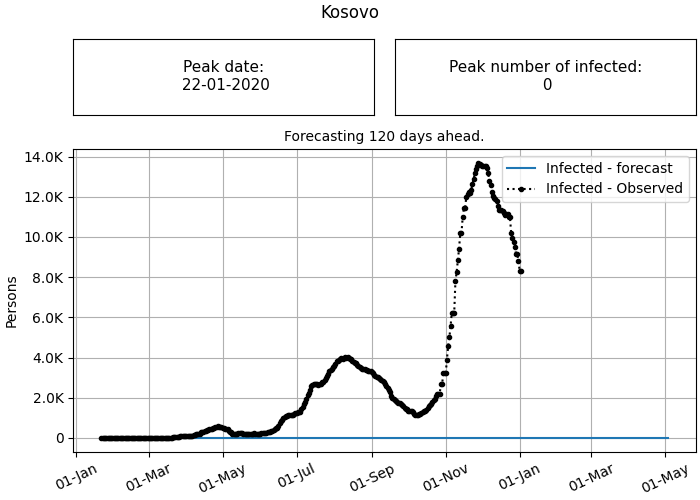 Kosovo
Peak date:
22-01-2020
Peak number of infected:
0
Forecasting 120 days ahead.
14.0K
12.0K
10.0K
8.0K
6.0K
4.0K
2.0K
0
Persons
Infected - forecast
Infected - Observed
01-Jan
01-Mar
01-May
01-Jul
01-Sep
01-Nov
01-Jan
01-Mar
01-May